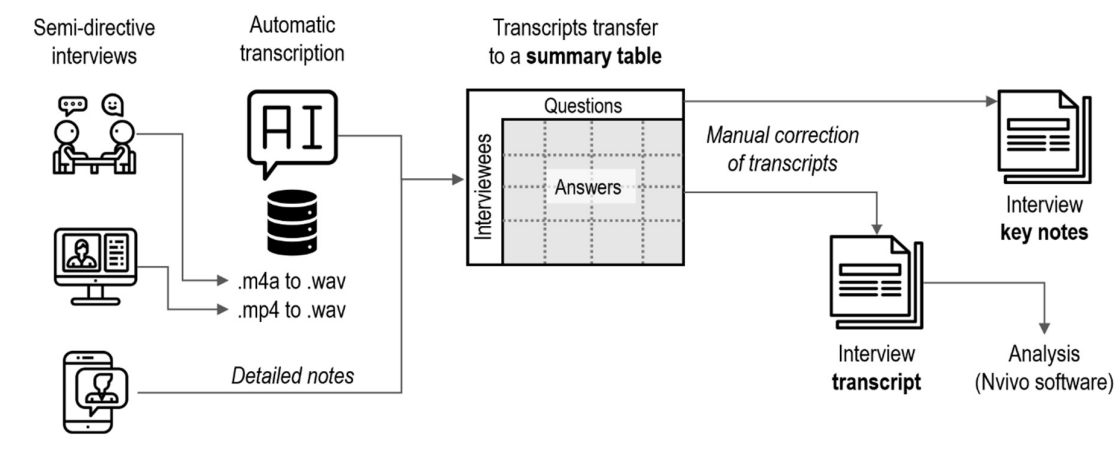 Semi-directive
interviews
Automatic
transcription
Transcripts transfer
to a summary table
AI
.m4a to .wav
.mp4 to .wav
Detailed notes
Questions
Interviewees
Answers
Manual correction
of transcripts
Interview
key notes
Interview
transcript
Analysis
(Nvivo software)